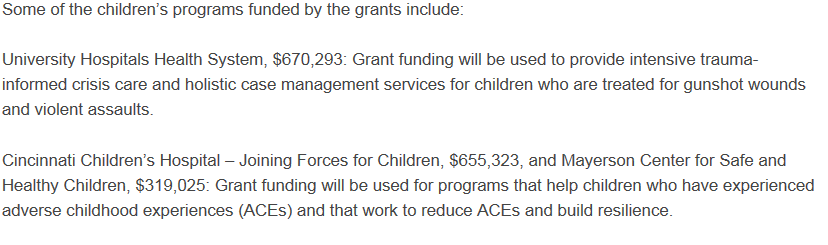 Some of the children’s programs funded by the grants include:
University Hospitals Health System, $670,293: Grant funding will be used to provide intensive trauma-
informed crisis care and holistic case management services for children who are treated for gunshot wounds
and violent assaults.
Cincinnati Children’s Hospital – Joining Forces for Children, $655,323, and Mayerson Center for Safe and
Healthy Children, $319,025: Grant funding will be used for programs that help children who have experienced
adverse childhood experiences (ACEs) and that work to reduce ACEs and build resilience.